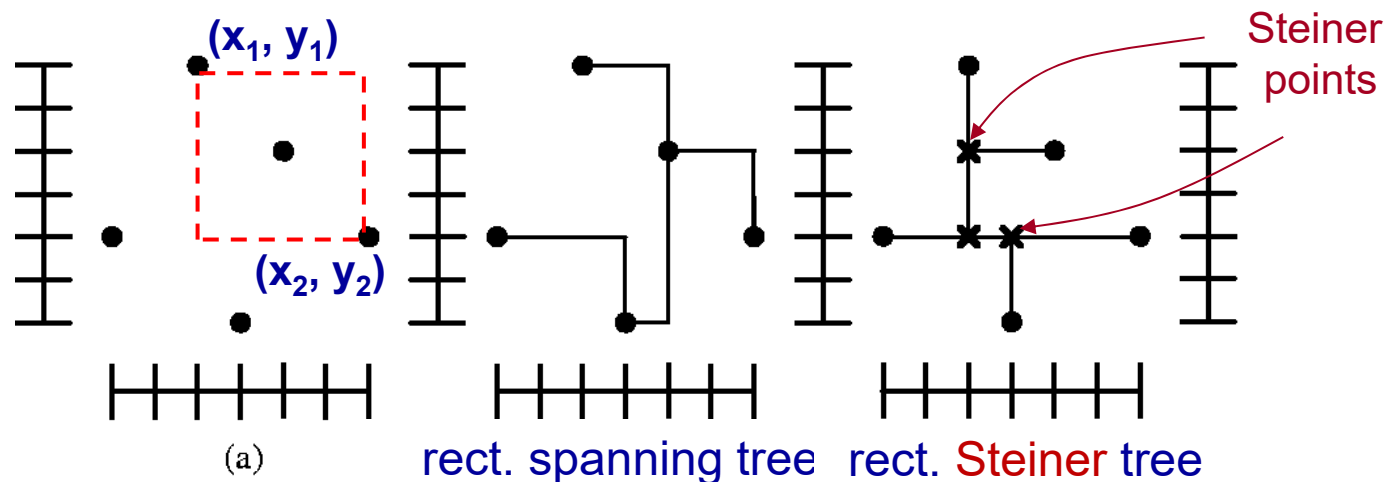 (x₁, y₁)
Steiner
points
(x₂, y₂)
(a)
rect. spanning tree
rect. Steiner tree